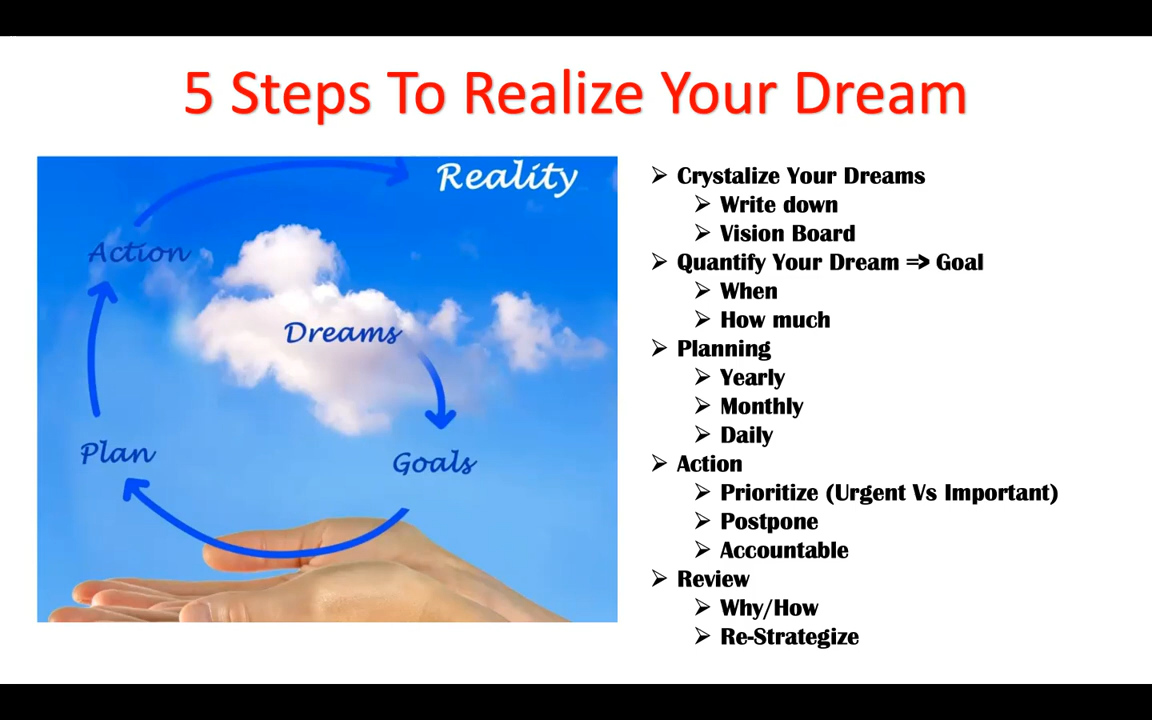 5 Steps To Realize Your Dream
Reality
Action
Dreams
Plan
Goals
➢ Crystalize Your Dreams
➢ Write down
➢ Vision Board
➢ Quantify Your Dream => Goal
➢ When
➢ How much
➢ Planning
➢ Yearly
➢ Monthly
➢ Daily
➢ Action
➢ Prioritize (Urgent Vs Important)
➢ Postpone
➢ Accountable
➢ Review
➢ Why/How
➢ Re-Strategize